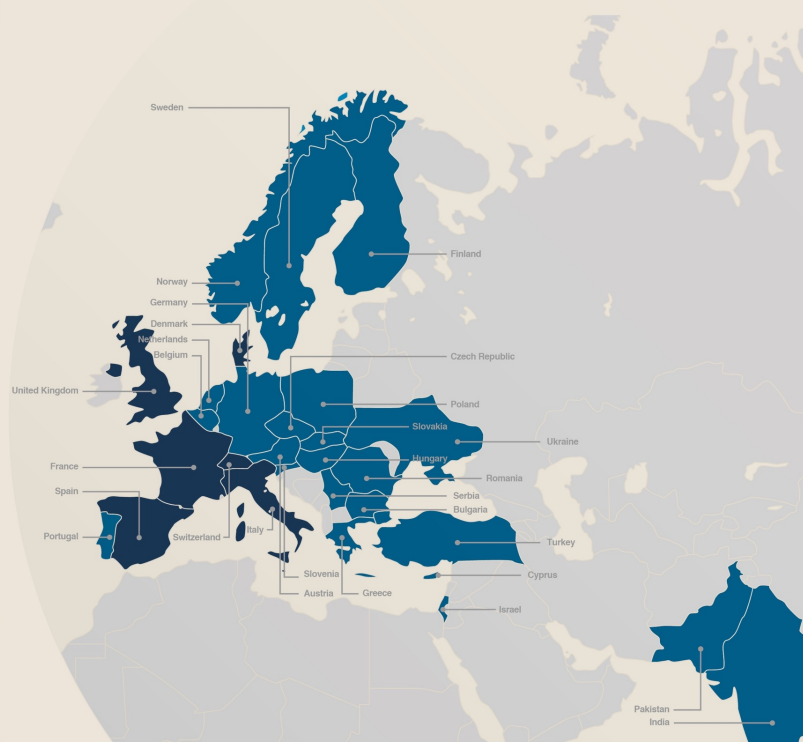 Sweden
Finland
Norway
Germany
Denmark
Netherlands
Belgium
Czech Republic
United Kingdom
Poland
Slovakia
Ukraine
Hungary
France
Romania
Spain
Serbia
Bulgaria
Portugal
Switzerland
Italy
Turkey
Slovenia
Cyprus
Austria
Greece
Israel
Pakistan
India